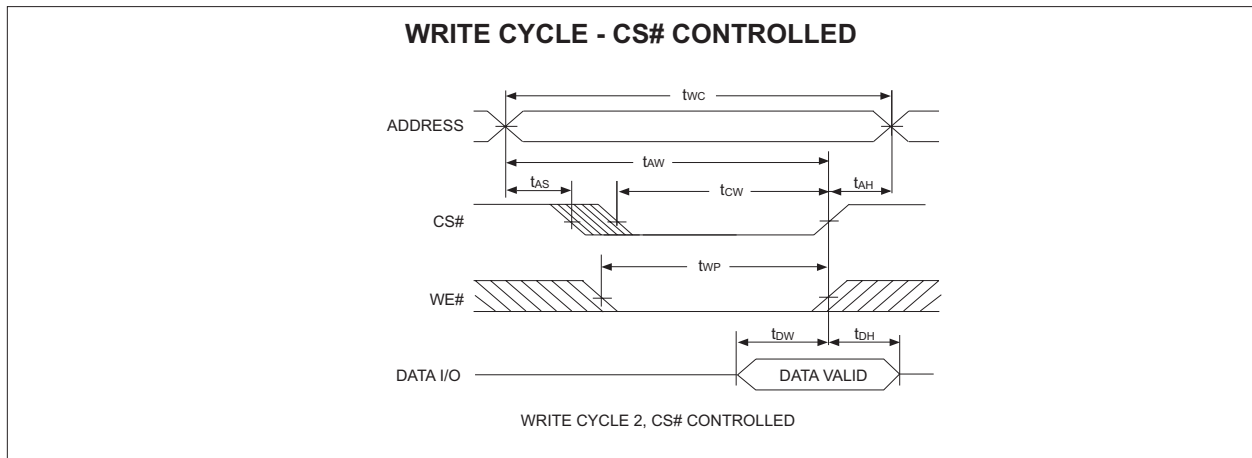 WRITE CYCLE - CS# CONTROLLED
tWC
ADDRESS
tAW
tAS
tCW
tAH
CS#
tWP
WE#
tDW
tDH
DATA I/O
DATA VALID
WRITE CYCLE 2, CS# CONTROLLED